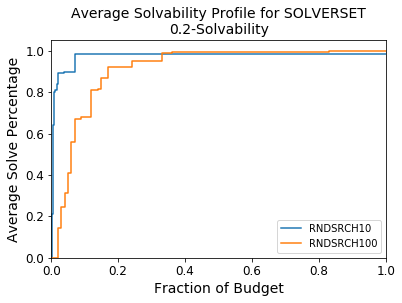 Average Solvability Profile for SOLVERSET
0.2-Solvability
Average Solve Percentage
1.0
0.8
0.6
0.4
0.2
0.0
0.0 0.2 0.4 0.6 0.8 1.0
Fraction of Budget
RNDSRCH10
RNDSRCH100